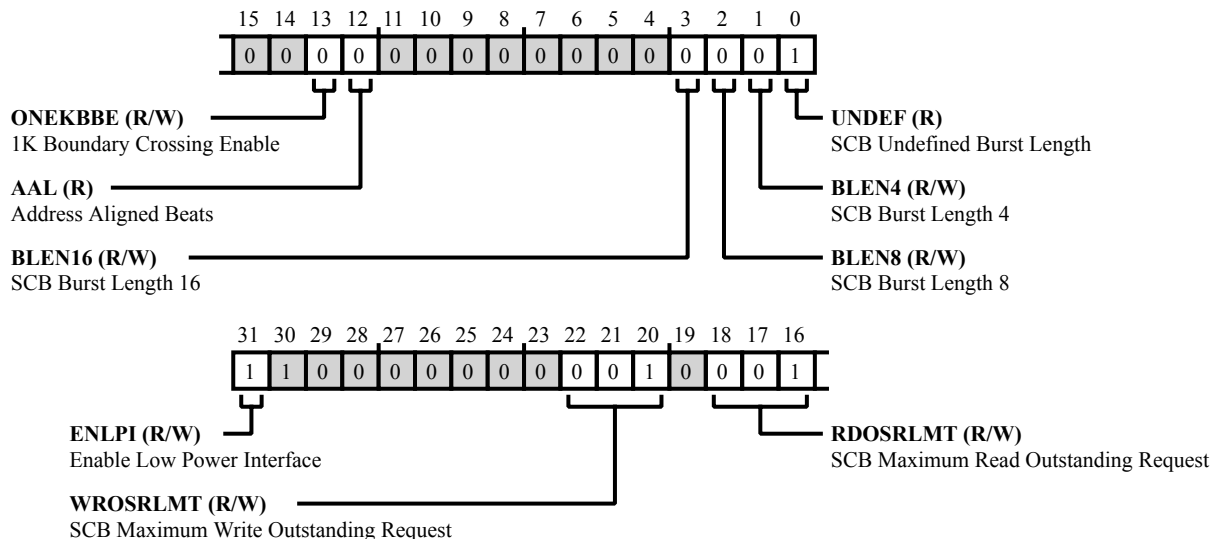 15 14 13 12 11 10 9 8 7 6 5 4 3 2 1 0
0 0 0 0 0 0 0 0 0 0 0 0 0 0 0 1
ONEKBBE (R/W)
1K Boundary Crossing Enable
UNDEF (R)
SCB Undefined Burst Length
AAL (R)
Address Aligned Beats
BLEN4 (R/W)
SCB Burst Length 4
BLEN16 (R/W)
SCB Burst Length 16
BLEN8 (R/W)
SCB Burst Length 8
31 30 29 28 27 26 25 24 23 22 21 20 19 18 17 16
1 1 0 0 0 0 0 0 0 0 0 1 0 0 0 1
ENLPI (R/W)
Enable Low Power Interface
RDOSRLMT (R/W)
SCB Maximum Read Outstanding Request
WROSRLMT (R/W)
SCB Maximum Write Outstanding Request